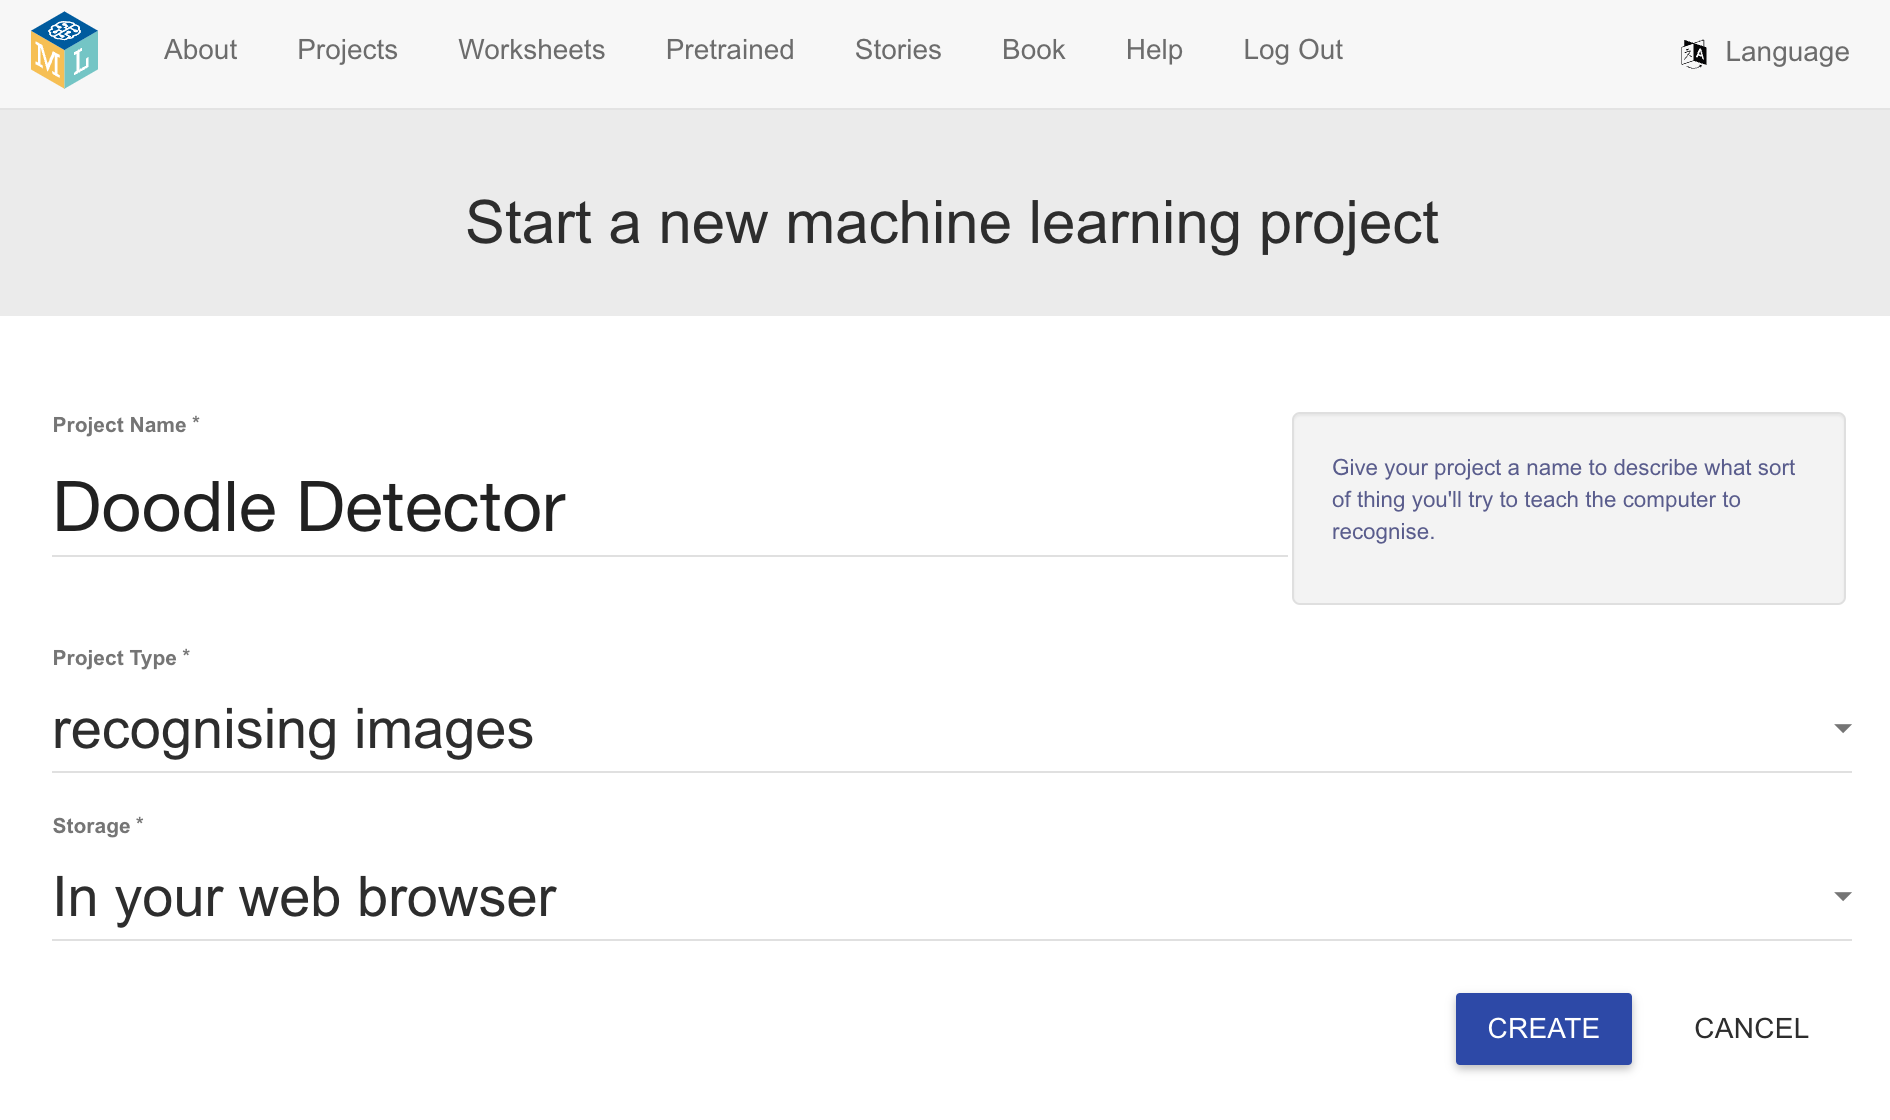 M L
About Projects Worksheets Pretrained Stories Book Help Log Out Language
Start a new machine learning project
Project Name *
Doodle Detector
Give your project a name to describe what sort
of thing you'll try to teach the computer to
recognise.
Project Type *
recognising images
Storage *
In your web browser
CREATE CANCEL